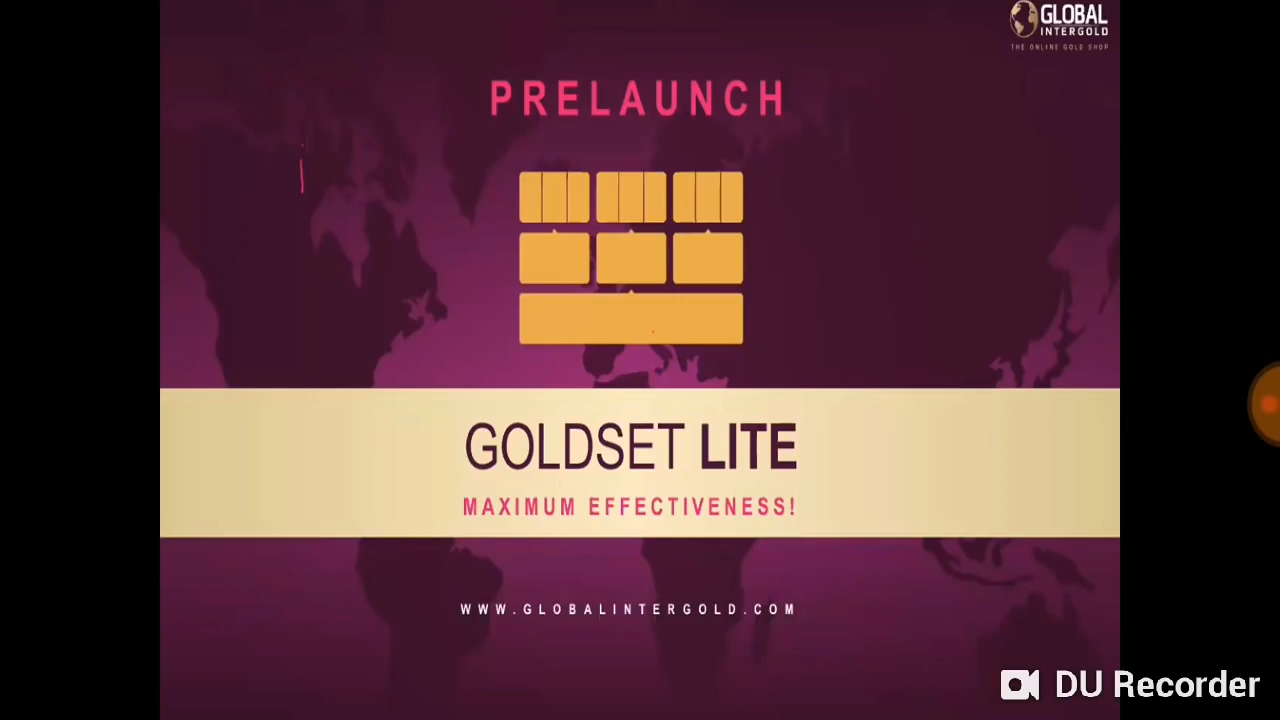 GLOBAL
INTERGOLD
THE ONLINE GOLD SHOP
PRELAUNCH
GOLDSET LITE
MAXIMUM EFFECTIVENESS!
WWW.GLOBALINTERGOLD.COM
DU Recorder